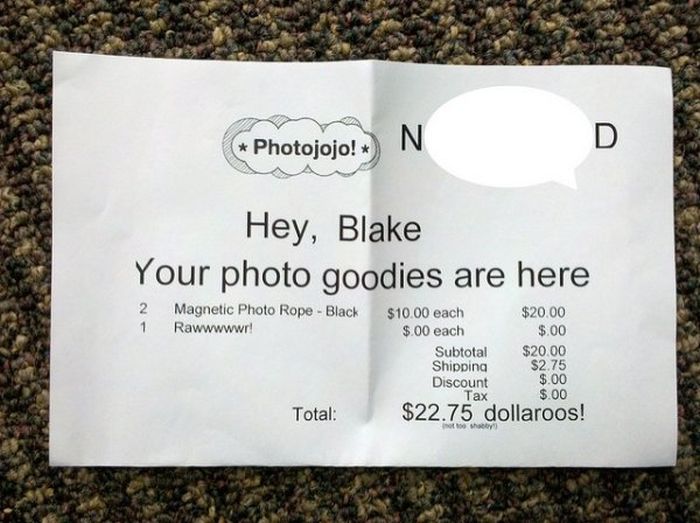 * Photojojo! *
N D
Hey, Blake
Your photo goodies are here
2 Magnetic Photo Rope - Black $10.00 each $20.00
1 Rawwwwwr! $.00 each $.00
Subtotal $20.00
Shipping $2.75
Discount $.00
Tax $.00
Total: $22.75 dollaroos!
(not too shabby!)